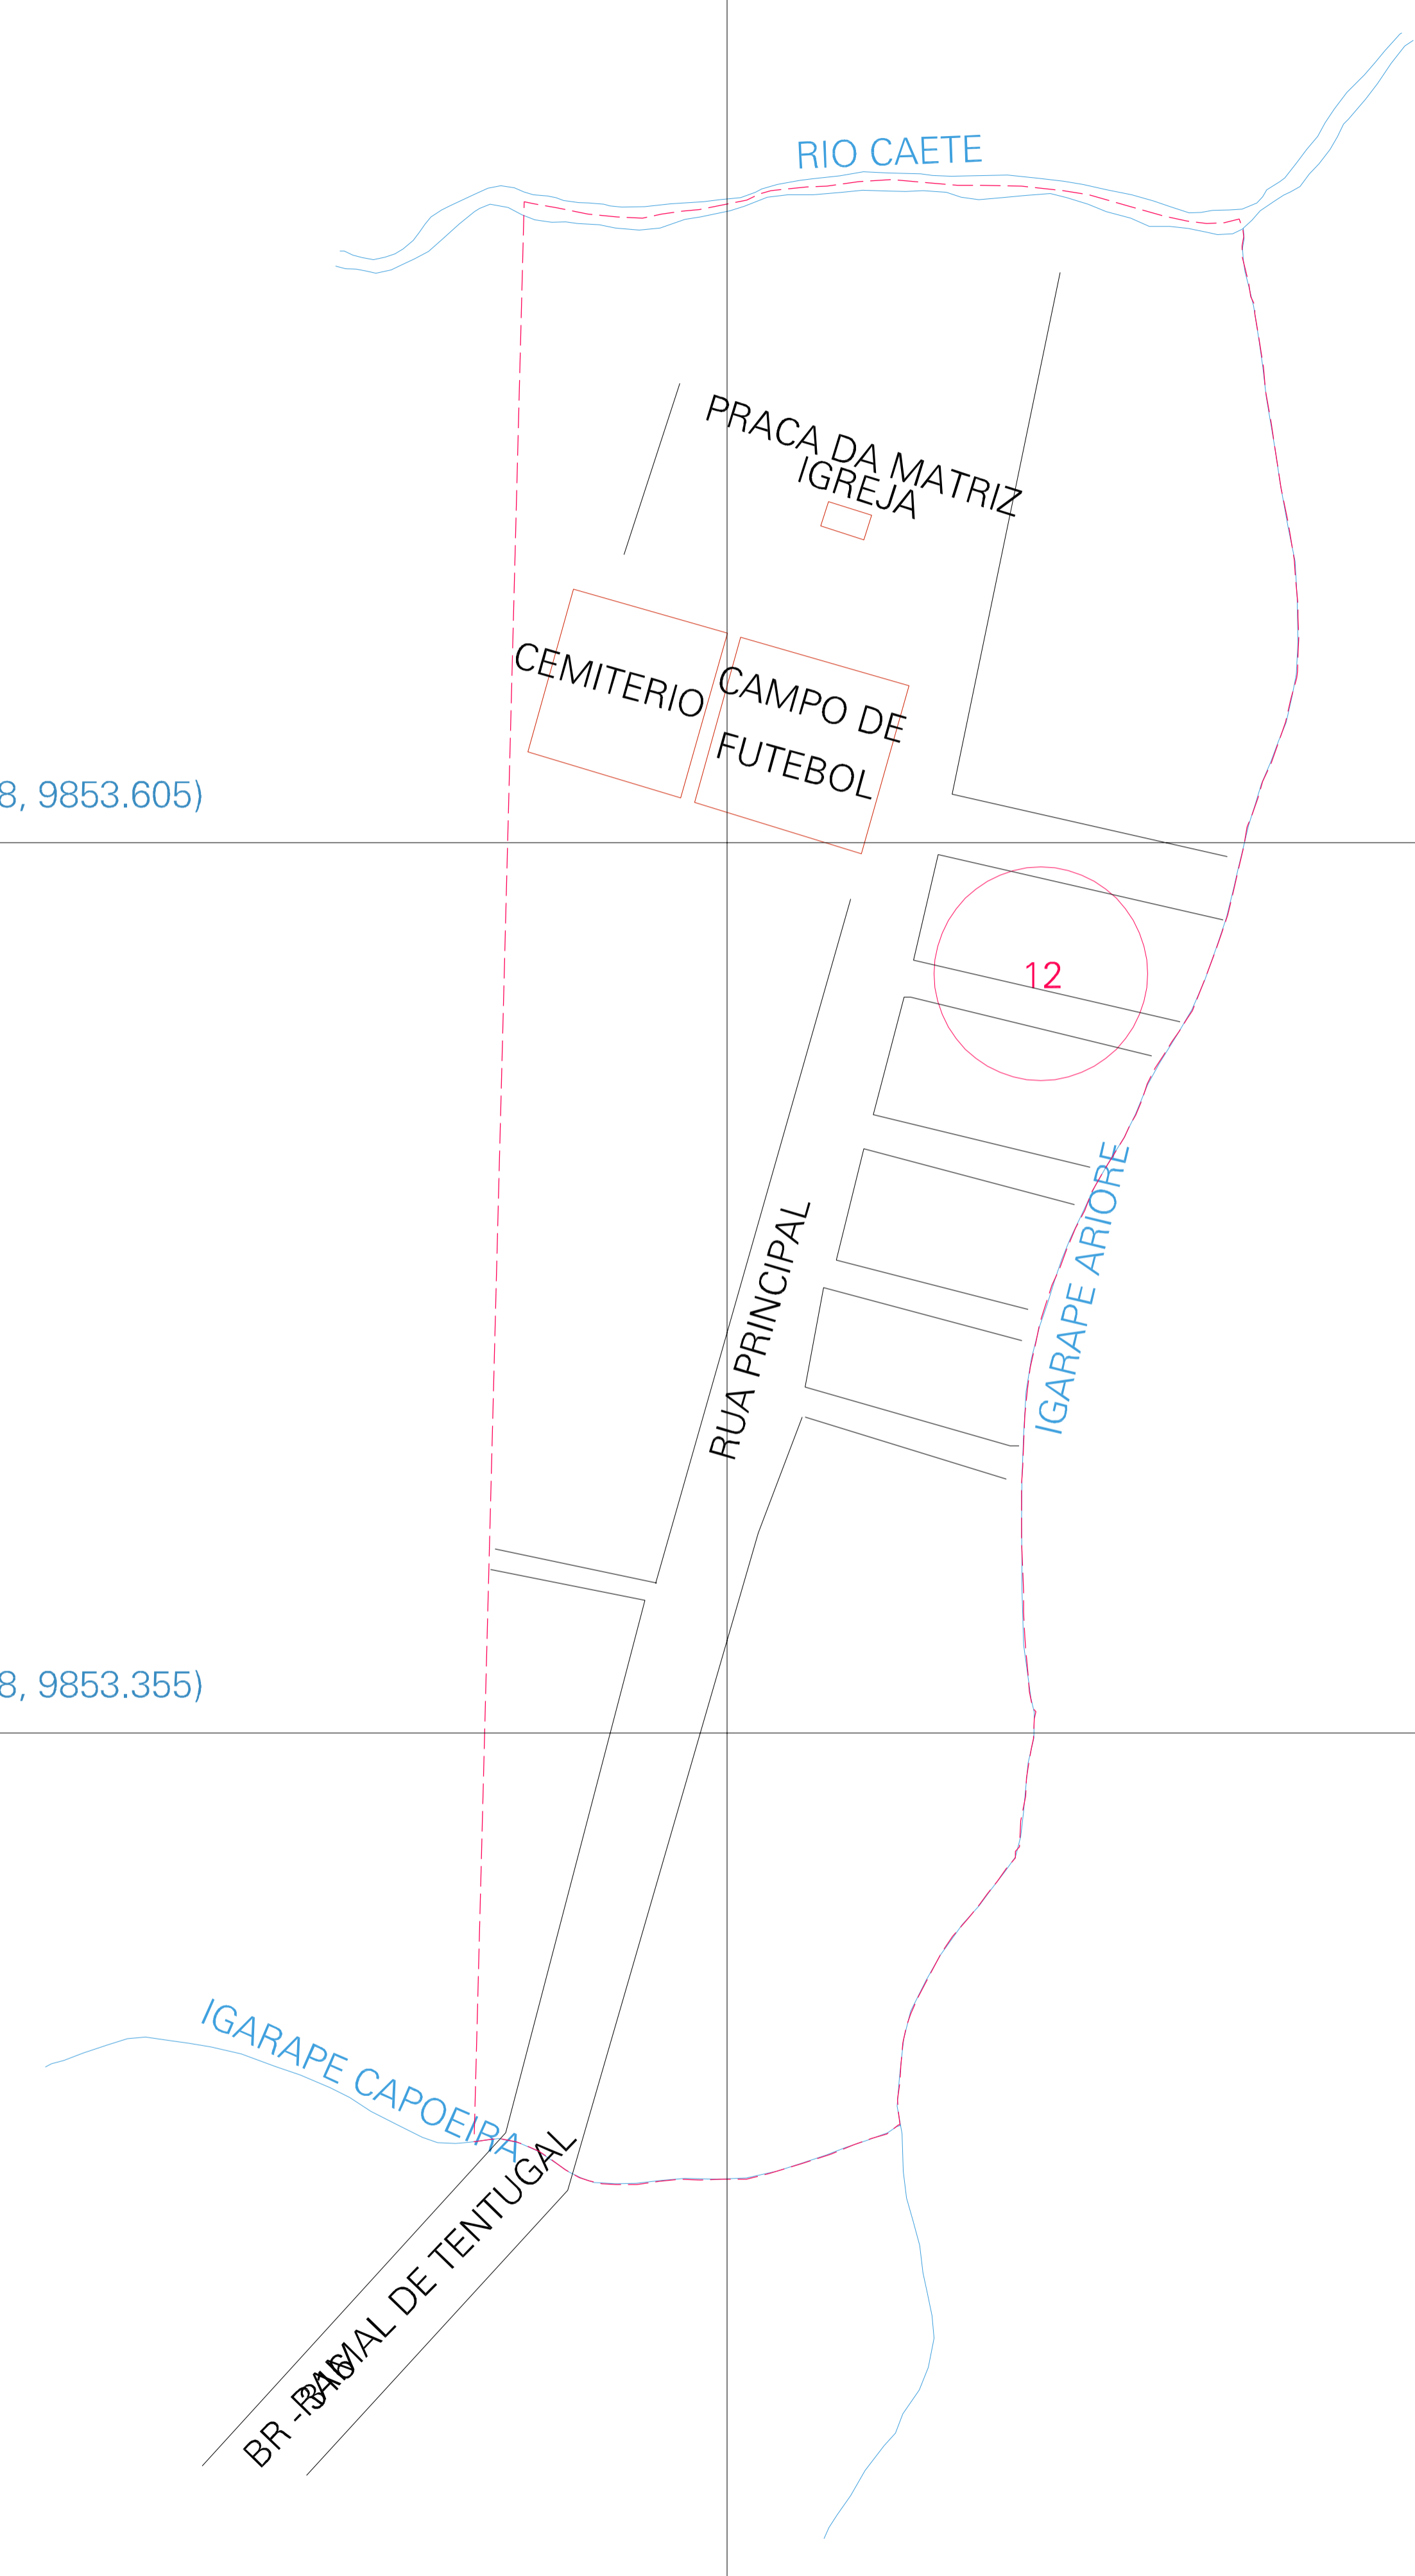 RIO CAETE
PRACA DA MATRIZ
IGREJA
CEMITERIO
CAMPO DE
FUTEBOL
8, 9853.605)
12
IGARAPE ARIORE
RUA PRINCIPAL
8, 9853.355)
IGARAPE CAPOEIRA
RAMAL DE TENTUGAL
BR - 316